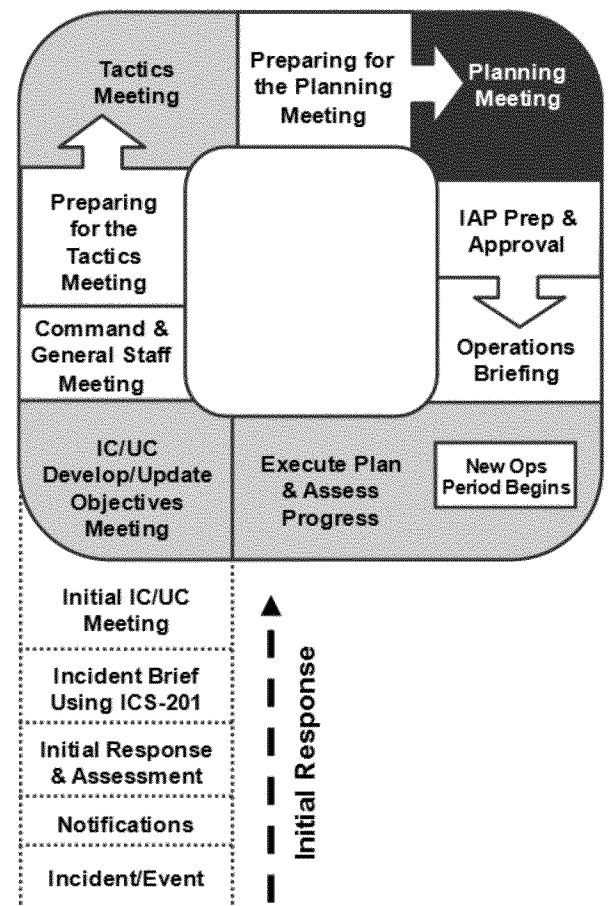 Tactics
Meeting
Preparing for
the Planning
Meeting
Planning
Meeting
Preparing
for the
Tactics
Meeting
IAP Prep &
Approval
Command &
General Staff
Meeting
Operations
Briefing
IC/UC
Develop/Update
Objectives
Meeting
Execute Plan
& Assess
Progress
New Ops
Period Begins
Initial IC/UC
Meeting
Incident Brief
Using ICS-201
Initial Response
& Assessment
Notifications
Incident/Event
Initial Response